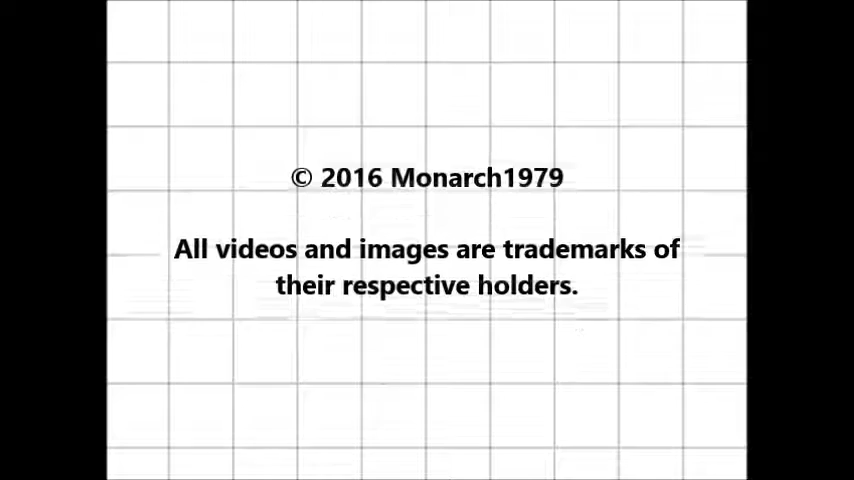 © 2016 Monarch1979
All videos and images are trademarks of
their respective holders.